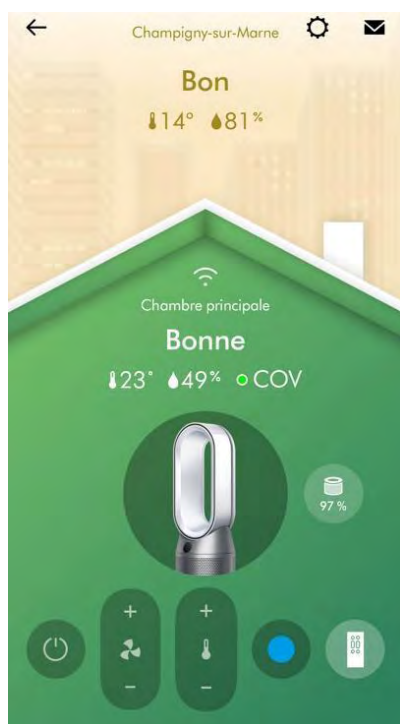 Champigny-sur-Marne
Bon
14° 81%
Chambre principale
Bonne
23° 49% COV
97 %
+ +
- -